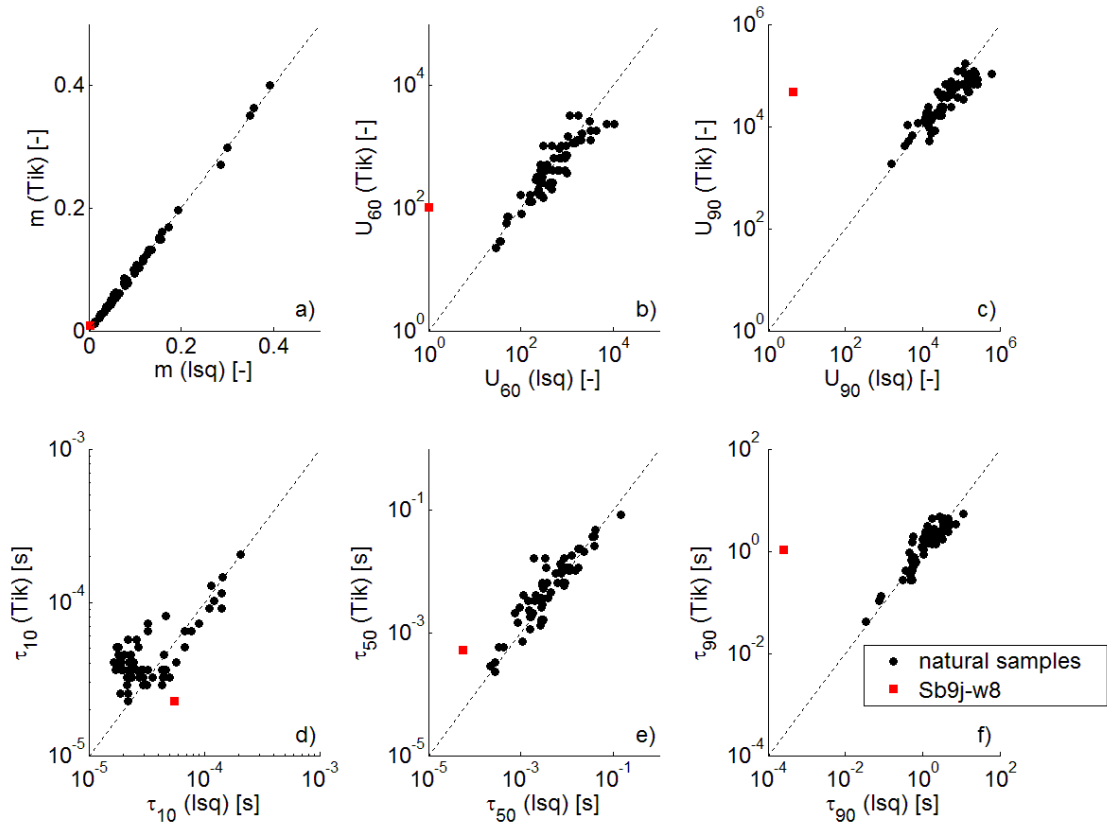 0.4
0.2
0
m (Tik) [-]
a)
0 0.2 0.4
m (lsq) [-]
10^4
10^2
10^0
U_60 (Tik) [-]
b)
10^0 10^2 10^4
U_60 (lsq) [-]
10^6
10^4
10^2
10^0
U_90 (Tik) [-]
c)
10^0 10^2 10^4 10^6
U_90 (lsq) [-]
10^-3
10^-4
10^-5
τ_10 (Tik) [s]
d)
10^-5 10^-4 10^-3
τ_10 (lsq) [s]
10^-1
10^-3
10^-5
τ_50 (Tik) [s]
e)
10^-5 10^-3 10^-1
τ_50 (lsq) [s]
10^2
10^0
10^-2
10^-4
τ_90 (Tik) [s]
natural samples
Sb9j-w8
f)
10^-4 10^-2 10^0 10^2
τ_90 (lsq) [s]